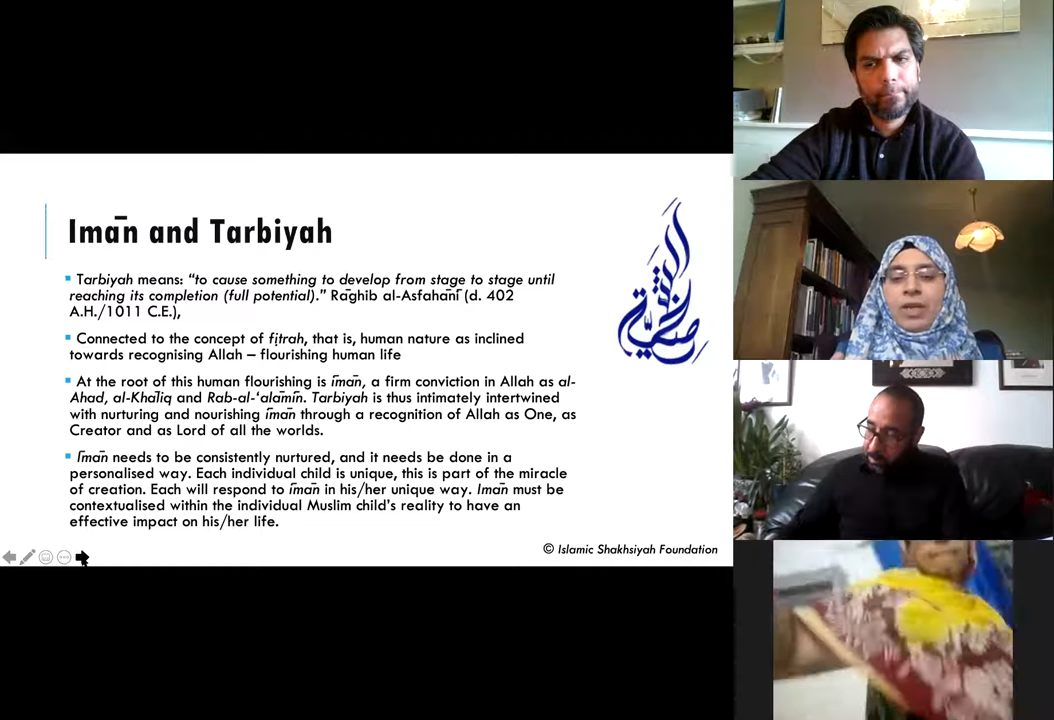 Imān and Tarbiyah
Tarbiyah means: “to cause something to develop from stage to stage until
reaching its completion (full potential).” Rāghib al-Asfahānī (d. 402
A.H./1011 C.E.),
Connected to the concept of fiṭrah, that is, human nature as inclined
towards recognising Allah – flourishing human life
At the root of this human flourishing is īmān, a firm conviction in Allah as al-
Ahad, al-Khāliq and Rab-al-‘alamīn. Tarbiyah is thus intimately intertwined
with nurturing and nourishing īmān through a recognition of Allah as One, as
Creator and as Lord of all the worlds.
Īmān needs to be consistently nurtured, and it needs be done in a
personalised way. Each individual child is unique, this is part of the miracle
of creation. Each will respond to īmān in his/her unique way. Imān must be
contextualised within the individual Muslim child’s reality to have an
effective impact on his/her life.
© Islamic Shakhsiyah Foundation